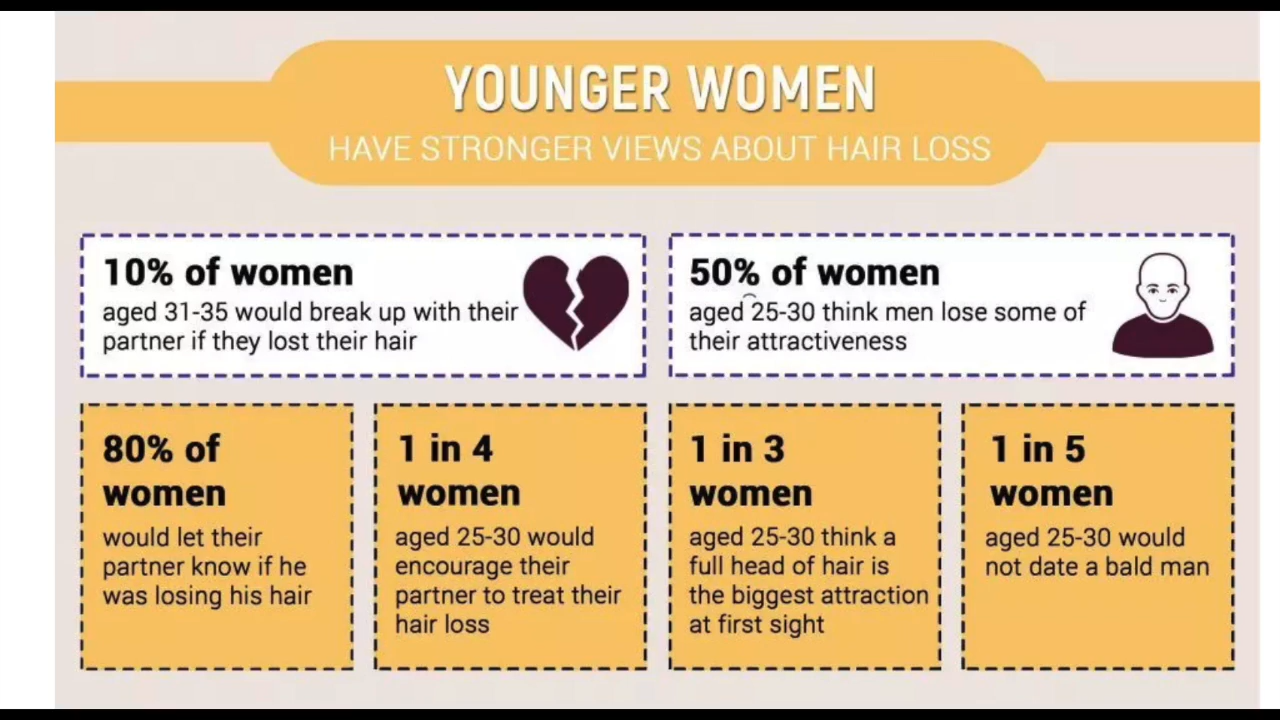 YOUNGER WOMEN
HAVE STRONGER VIEWS ABOUT HAIR LOSS
10% of women
aged 31-35 would break up with their
partner if they lost their hair
50% of women
aged 25-30 think men lose some of
their attractiveness
80% of
women
would let their
partner know if he
was losing his hair
1 in 4
women
aged 25-30 would
encourage their
partner to treat their
hair loss
1 in 3
women
aged 25-30 think a
full head of hair is
the biggest attraction
at first sight
1 in 5
women
aged 25-30 would
not date a bald man